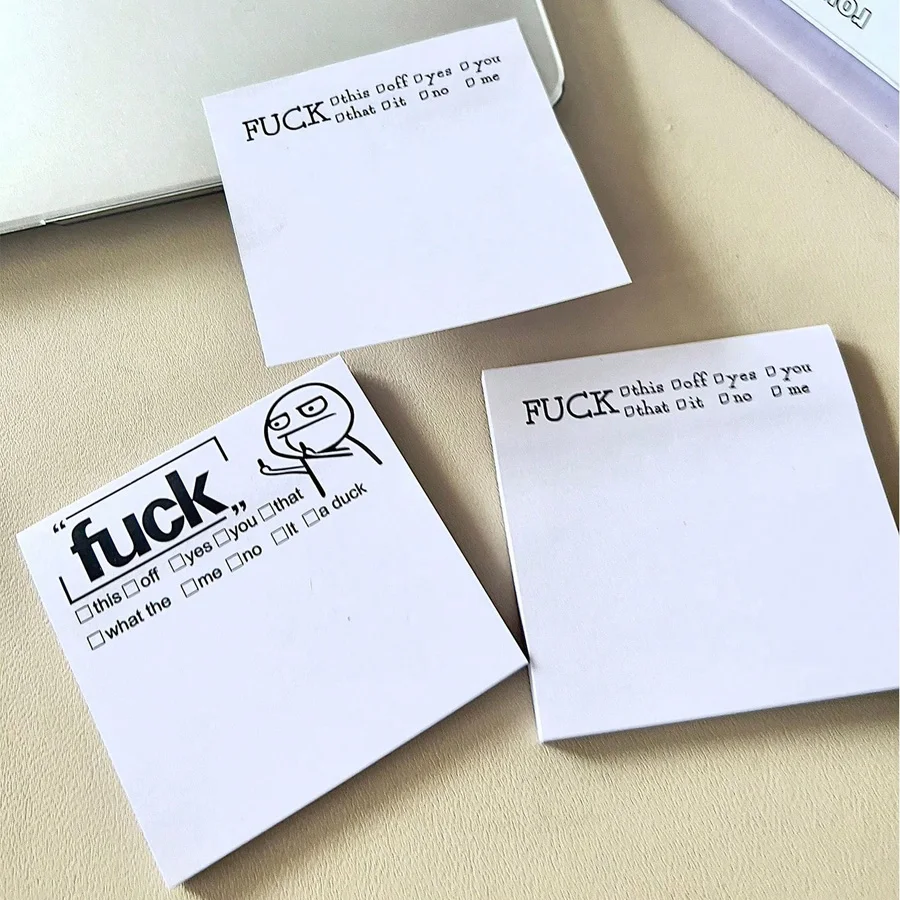 FUCK ☐this ☐off ☐yes ☐you
☐that ☐it ☐no ☐me
“fuck”
☐this ☐off ☐yes ☐you ☐that
☐what the ☐me ☐no ☐It ☐a duck
FUCK ☐this ☐off ☐yes ☐you
☐that ☐it ☐no ☐me